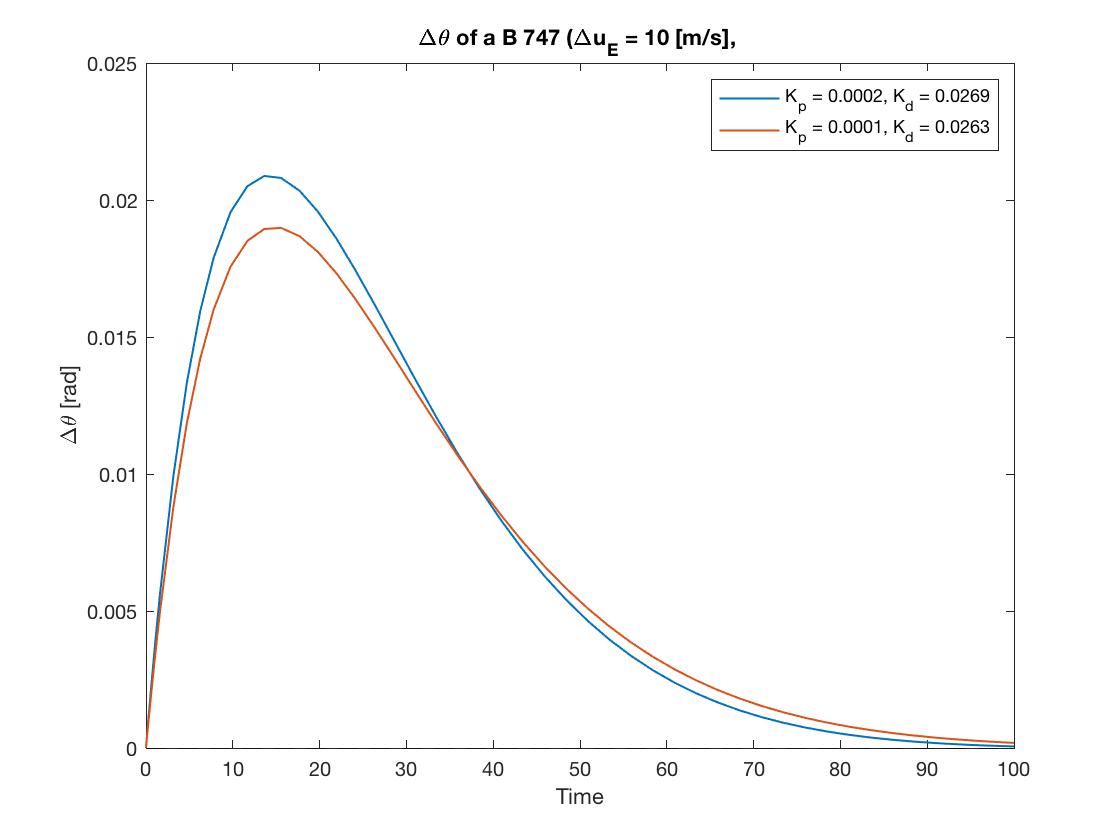 Δθ of a B 747 (Δu_E = 10 [m/s],
0.025
0.02
0.015
0.01
0.005
0
Δθ [rad]
K_p = 0.0002, K_d = 0.0269
K_p = 0.0001, K_d = 0.0263
0 10 20 30 40 50 60 70 80 90 100
Time